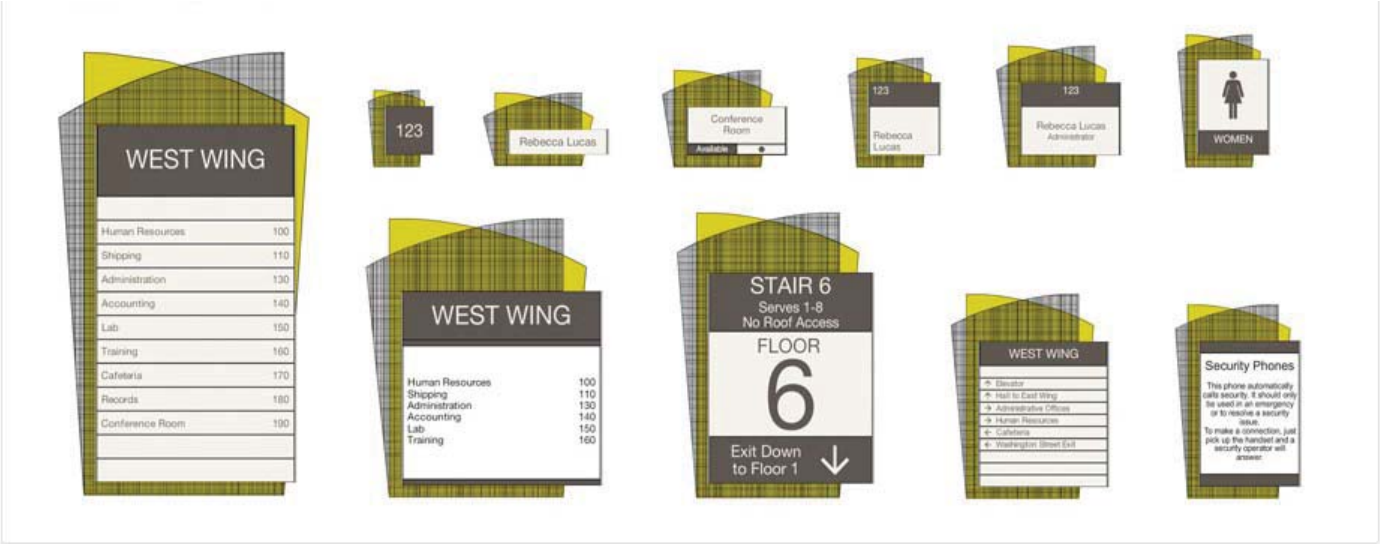 WEST WING
Human Resources 100
Shipping 110
Administration 130
Accounting 140
Lab 150
Training 160
Cafeteria 170
Records 180
Conference Room 190
123
Rebecca Lucas
Conference
Room
Available
123
Rebecca
Lucas
123
Rebecca Lucas
Administrator
WOMEN
WEST WING
Human Resources 100
Shipping 110
Administration 130
Accounting 140
Lab 150
Training 160
STAIR 6
Serves 1-8
No Roof Access
FLOOR
6
Exit Down
to Floor 1 ↓
WEST WING
↑ Elevator
↑ Hall to East Wing
→ Administrative Offices
→ Human Resources
← Cafeteria
← Washington Street Exit
Security Phones
This phone automatically
calls security. It should only
be used in an emergency
or to resolve a security
issue.
To make a connection, just
pick up the handset and a
security operator will
answer.